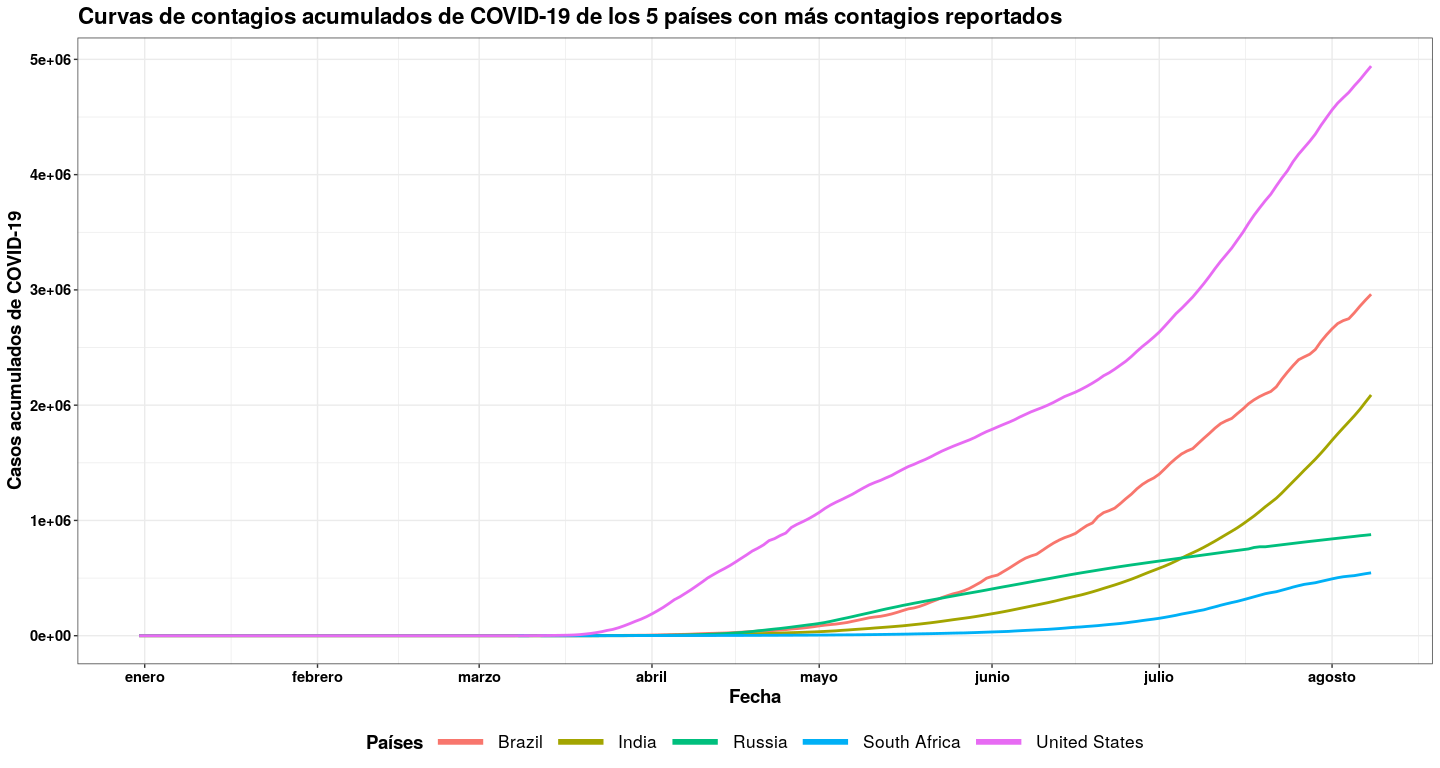 Curvas de contagios acumulados de COVID-19 de los 5 países con más contagios reportados
Casos acumulados de COVID-19
5e+06
4e+06
3e+06
2e+06
1e+06
0e+00
enero febrero marzo abril mayo junio julio agosto
Fecha
Países Brazil India Russia South Africa United States